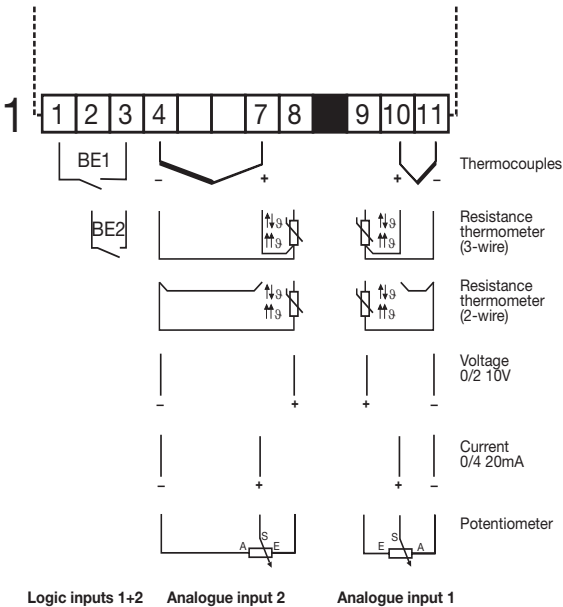 1 1 2 3 4 7 8 9 10 11
BE1
– + + – Thermocouples
BE2
ϑ ϑ Resistance
thermometer
(3-wire)
ϑ ϑ Resistance
thermometer
(2-wire)
Voltage
0/2 10V
– + + –
Current
0/4 20mA
– + + –
Potentiometer
A S E E S A
Logic inputs 1+2 Analogue input 2 Analogue input 1